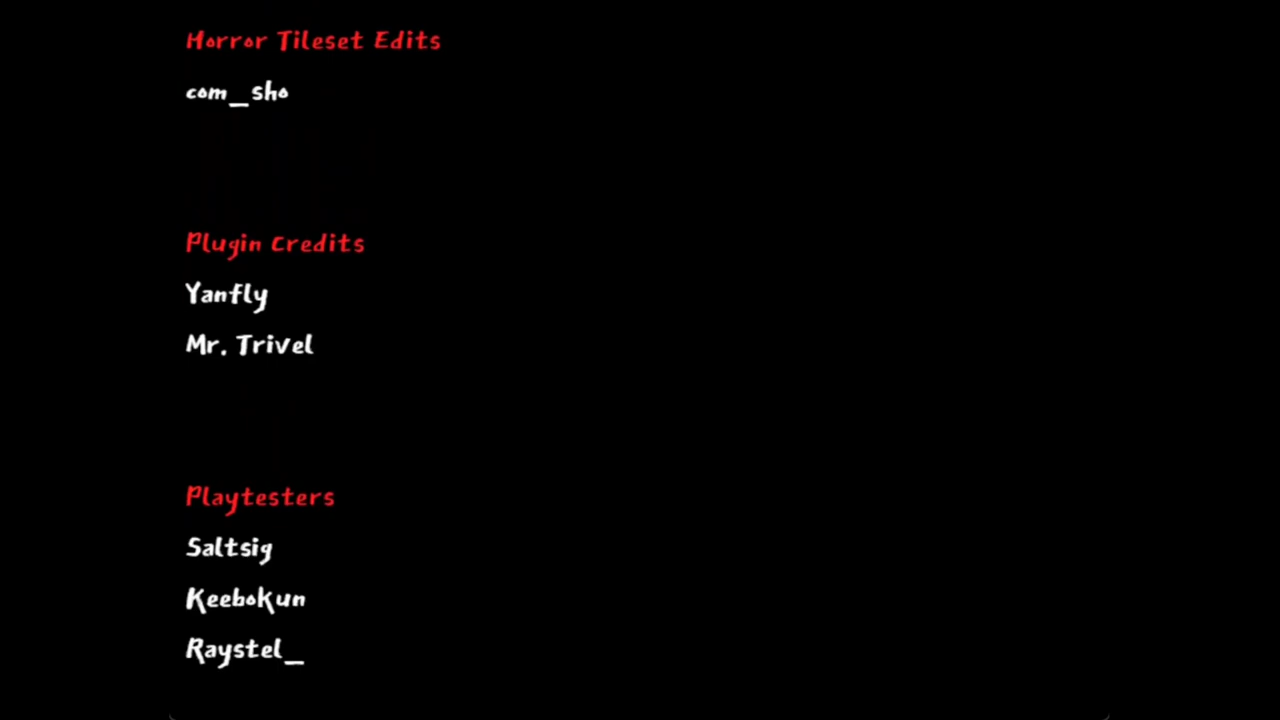 Horror Tileset Edits
com_sho
Plugin Credits
Yanfly
Mr. Trivel
Playtesters
Saltsig
Keebokun
Raystel_